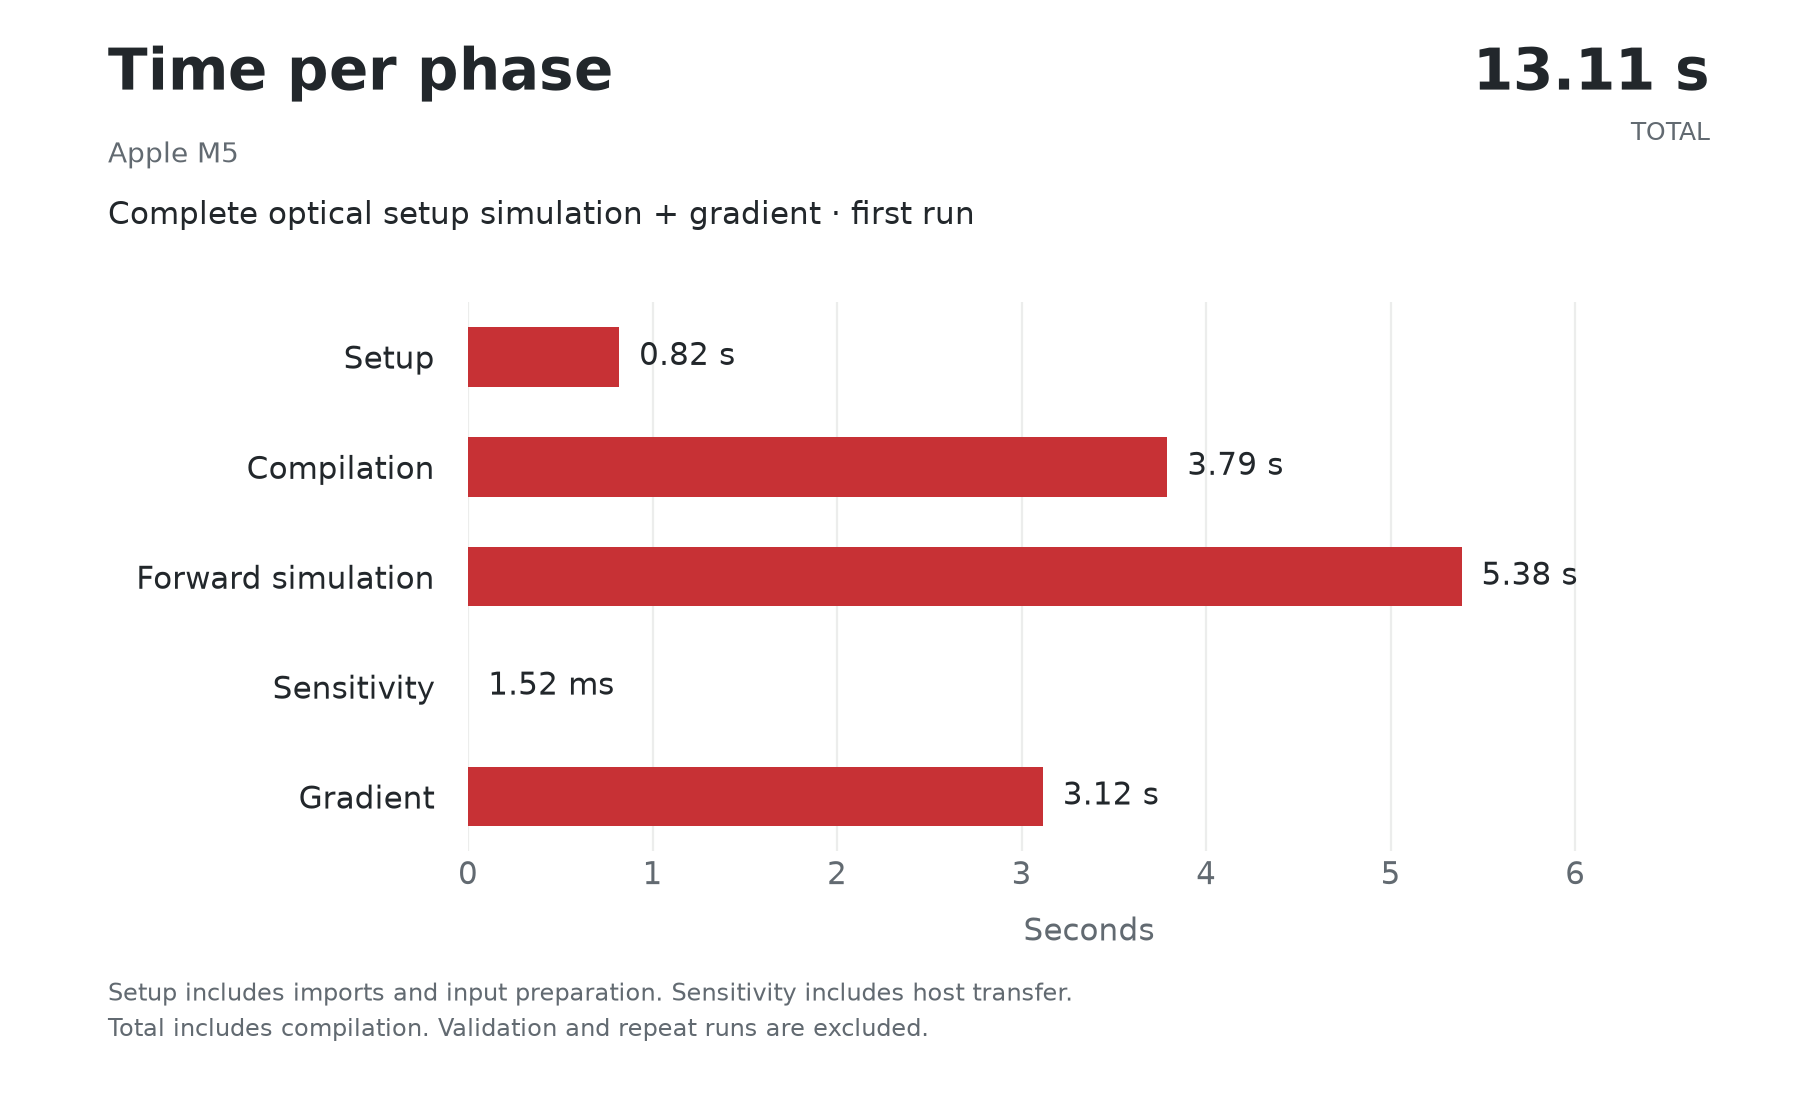 Time per phase
13.11 s
TOTAL
Apple M5
Complete optical setup simulation + gradient · first run
Setup
0.82 s
Compilation
3.79 s
Forward simulation
5.38 s
Sensitivity
1.52 ms
Gradient
3.12 s
0 1 2 3 4 5 6
Seconds
Setup includes imports and input preparation. Sensitivity includes host transfer.
Total includes compilation. Validation and repeat runs are excluded.